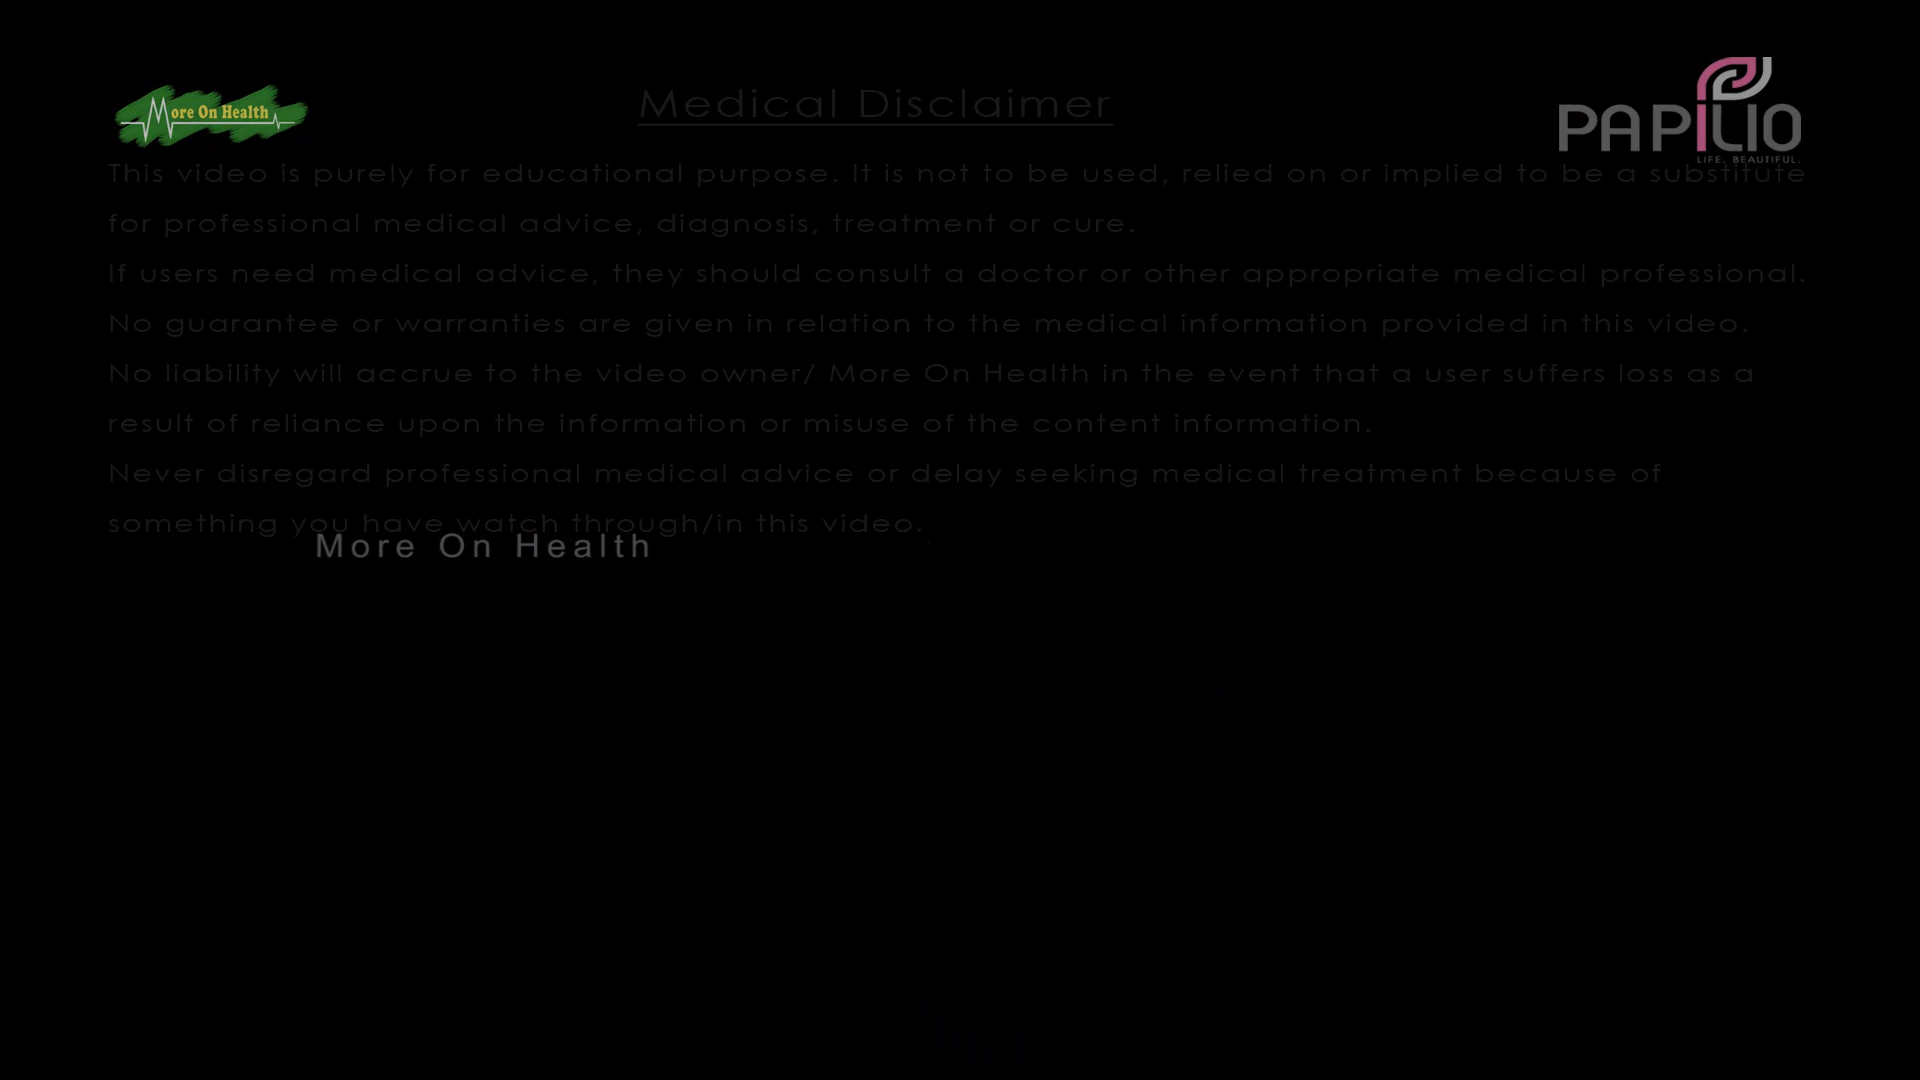 More On Health
Medical Disclaimer
PAPILIO
LIFE. BEAUTIFUL.
This video is purely for educational purpose. It is not to be used, relied on or implied to be a substitute
for professional medical advice, diagnosis, treatment or cure.
If users need medical advice, they should consult a doctor or other appropriate medical professional.
No guarantee or warranties are given in relation to the medical information provided in this video.
No liability will accrue to the video owner/ More On Health in the event that a user suffers loss as a
result of reliance upon the information or misuse of the content information.
Never disregard professional medical advice or delay seeking medical treatment because of
something you have watch through/in this video.
More On Health